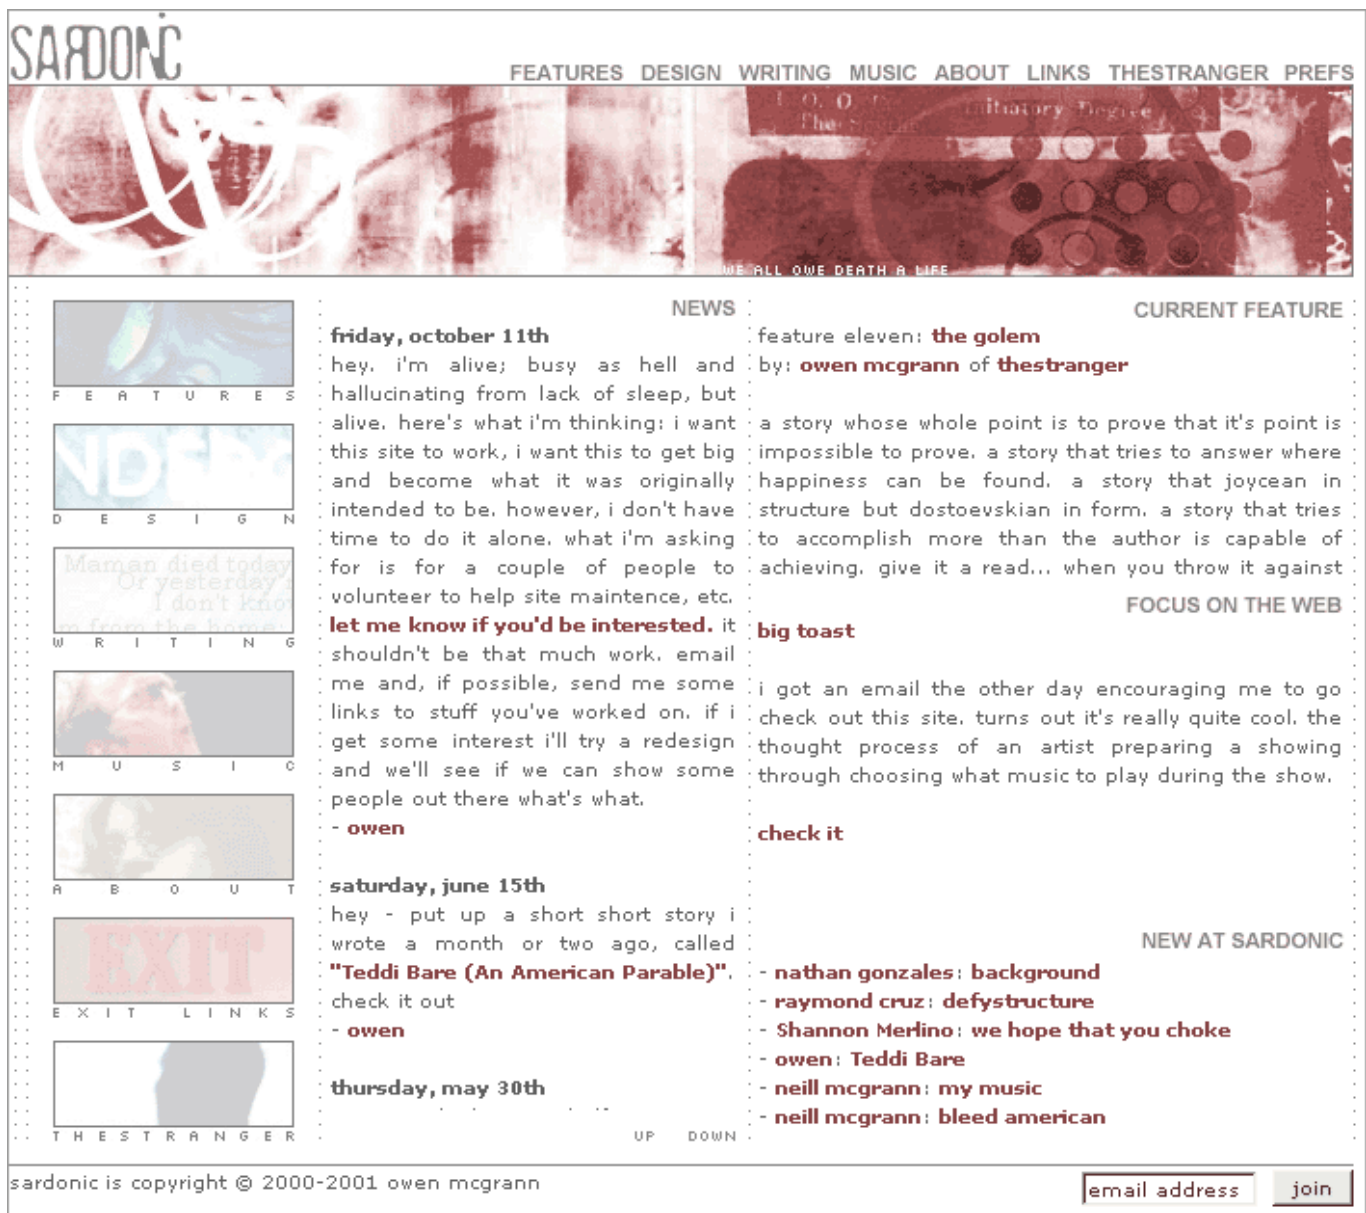 SARDONIC
FEATURES DESIGN WRITING MUSIC ABOUT LINKS THESTRANGER PREFS
I. O. O.
Initiatory Degree
The
WE ALL OWE DEATH A LIFE
FEATURES
DESIGN
Maman died today
Or yesterday
I don't kno
m from the home:
WRITING
MUSIC
ABOUT
EXIT
EXIT LINKS
THESTRANGER
NEWS
friday, october 11th
hey. i'm alive; busy as hell and
hallucinating from lack of sleep, but
alive. here's what i'm thinking: i want
this site to work, i want this to get big
and become what it was originally
intended to be. however, i don't have
time to do it alone. what i'm asking
for is for a couple of people to
volunteer to help site maintence, etc.
let me know if you'd be interested. it
shouldn't be that much work. email
me and, if possible, send me some
links to stuff you've worked on. if i
get some interest i'll try a redesign
and we'll see if we can show some
people out there what's what.
- owen
saturday, june 15th
hey - put up a short short story i
wrote a month or two ago, called
"Teddi Bare (An American Parable)".
check it out
- owen
thursday, may 30th
UP DOWN
CURRENT FEATURE
feature eleven: the golem
by: owen mcgrann of thestranger
a story whose whole point is to prove that it's point is
impossible to prove. a story that tries to answer where
happiness can be found. a story that joycean in
structure but dostoevskian in form. a story that tries
to accomplish more than the author is capable of
achieving. give it a read... when you throw it against
FOCUS ON THE WEB
big toast
i got an email the other day encouraging me to go
check out this site. turns out it's really quite cool. the
thought process of an artist preparing a showing
through choosing what music to play during the show.
check it
NEW AT SARDONIC
- nathan gonzales: background
- raymond cruz: defystructure
- Shannon Merlino: we hope that you choke
- owen: Teddi Bare
- neill mcgrann: my music
- neill mcgrann: bleed american
sardonic is copyright © 2000-2001 owen mcgrann
email address join